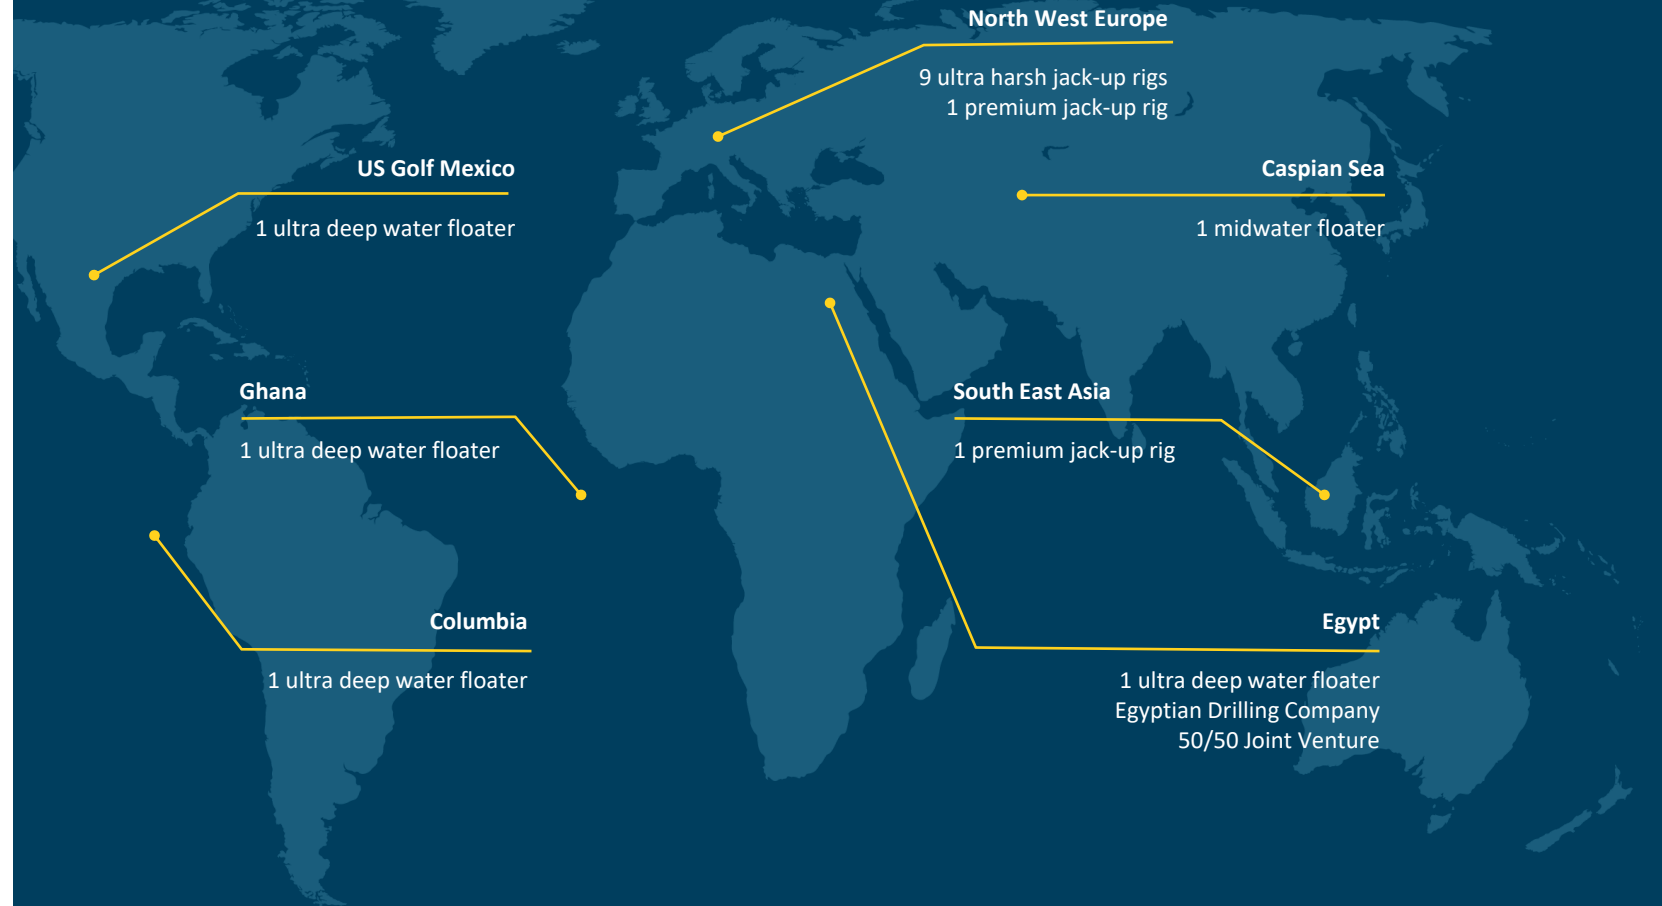 North West Europe
9 ultra harsh jack-up rigs
1 premium jack-up rig
US Golf Mexico
1 ultra deep water floater
Caspian Sea
1 midwater floater
Ghana
1 ultra deep water floater
South East Asia
1 premium jack-up rig
Columbia
1 ultra deep water floater
Egypt
1 ultra deep water floater
Egyptian Drilling Company
50/50 Joint Venture